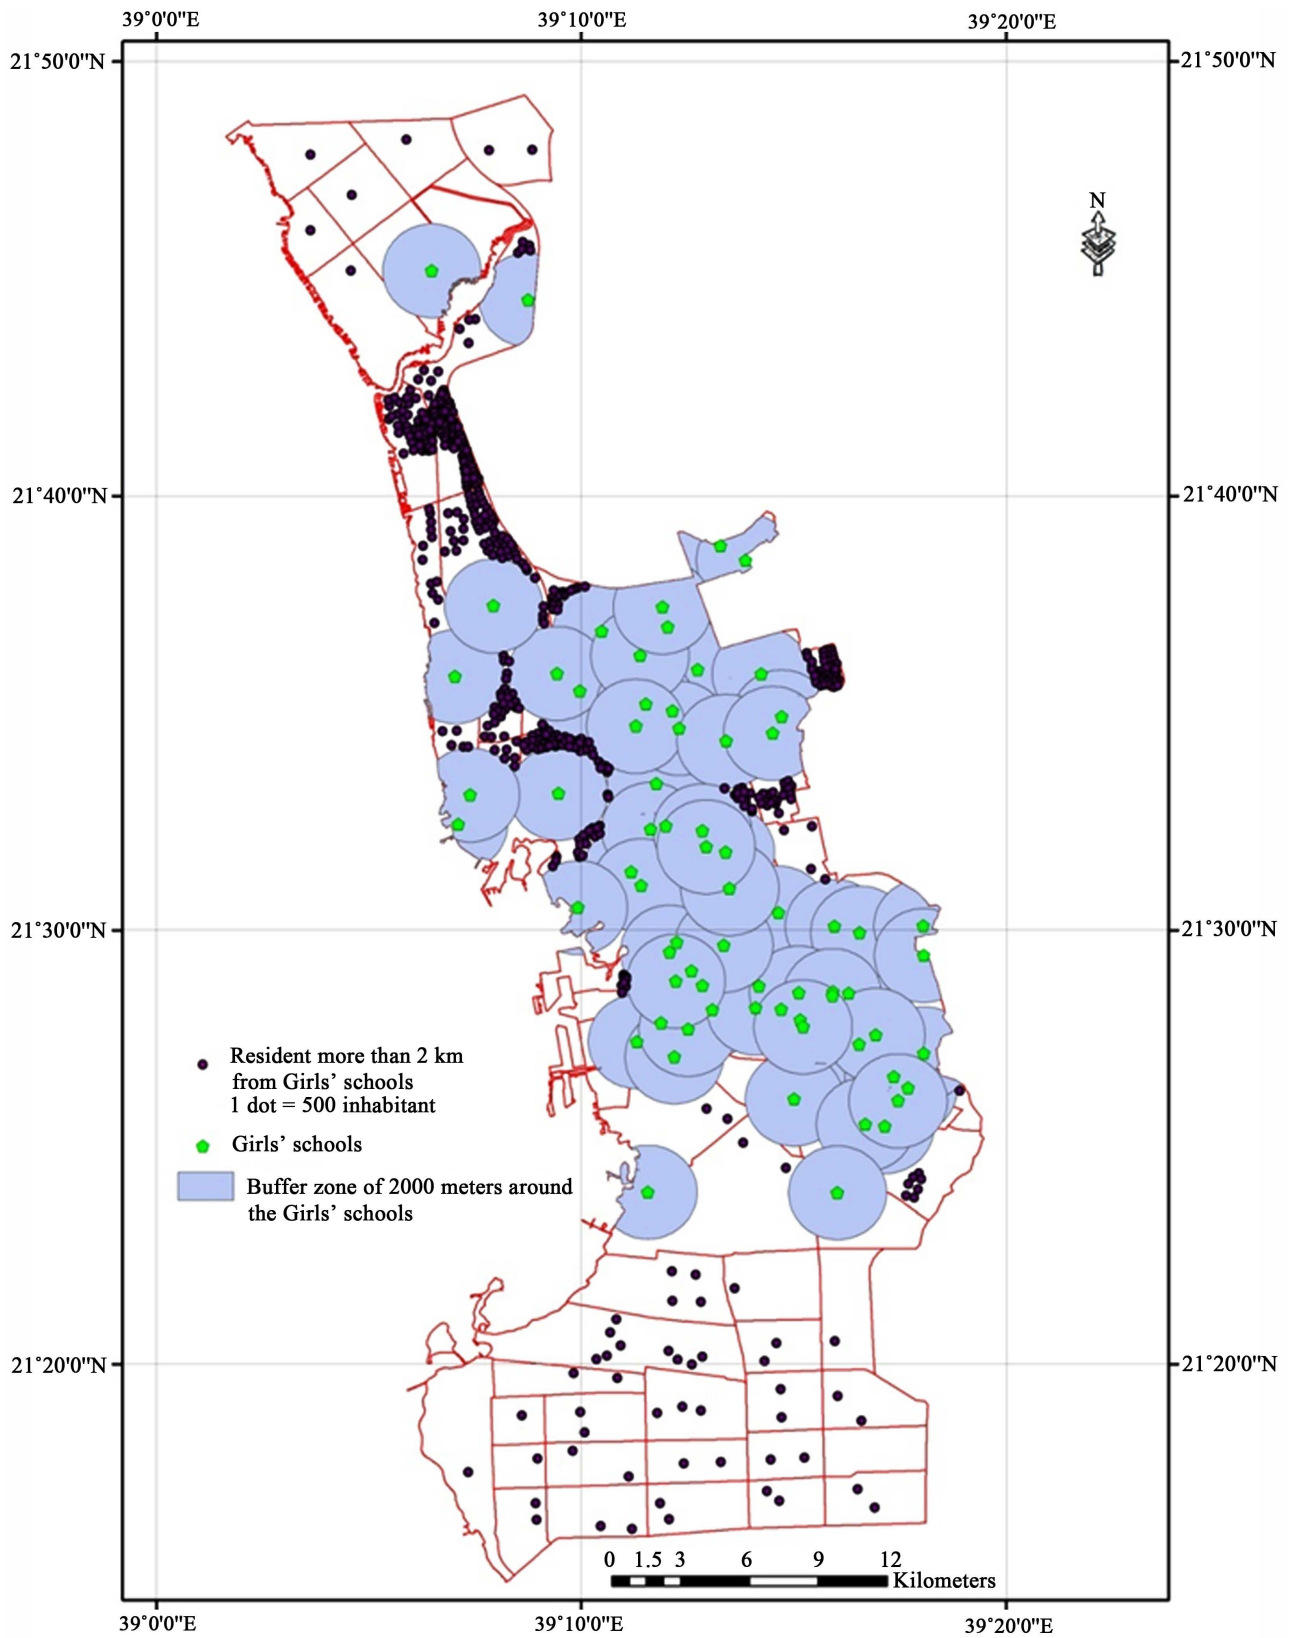 39°0'0"E 39°10'0"E 39°20'0"E
21°50'0"N 21°50'0"N
N
21°40'0"N 21°40'0"N
21°30'0"N 21°30'0"N
Resident more than 2 km
from Girls' schools
1 dot = 500 inhabitant
Girls' schools
Buffer zone of 2000 meters around
the Girls' schools
21°20'0"N 21°20'0"N
0 1.5 3 6 9 12
Kilometers
39°0'0"E 39°10'0"E 39°20'0"E